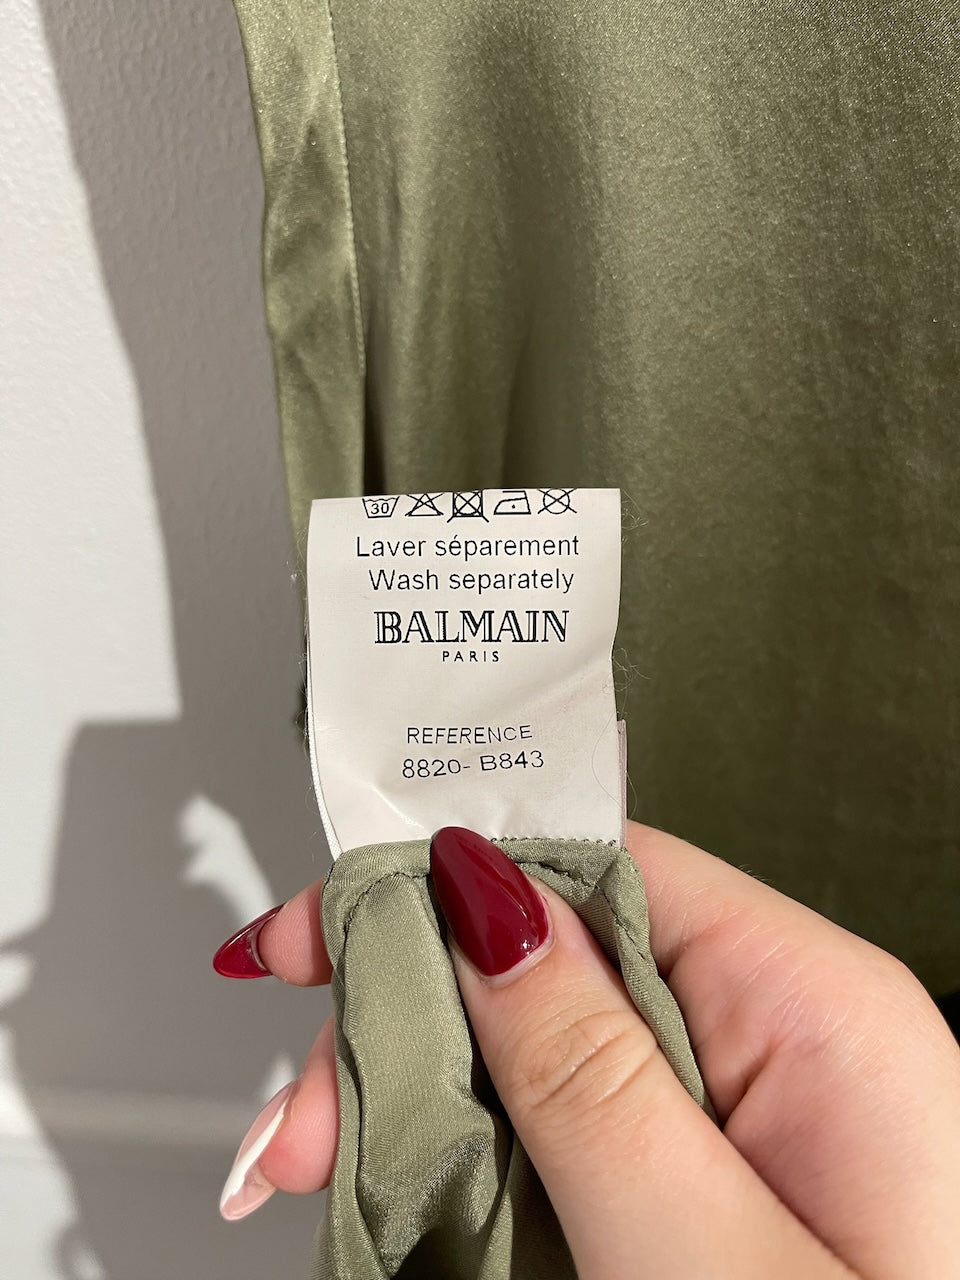 30
Laver séparement
Wash separately
BALMAIN
PARIS
REFERENCE
8820- B843